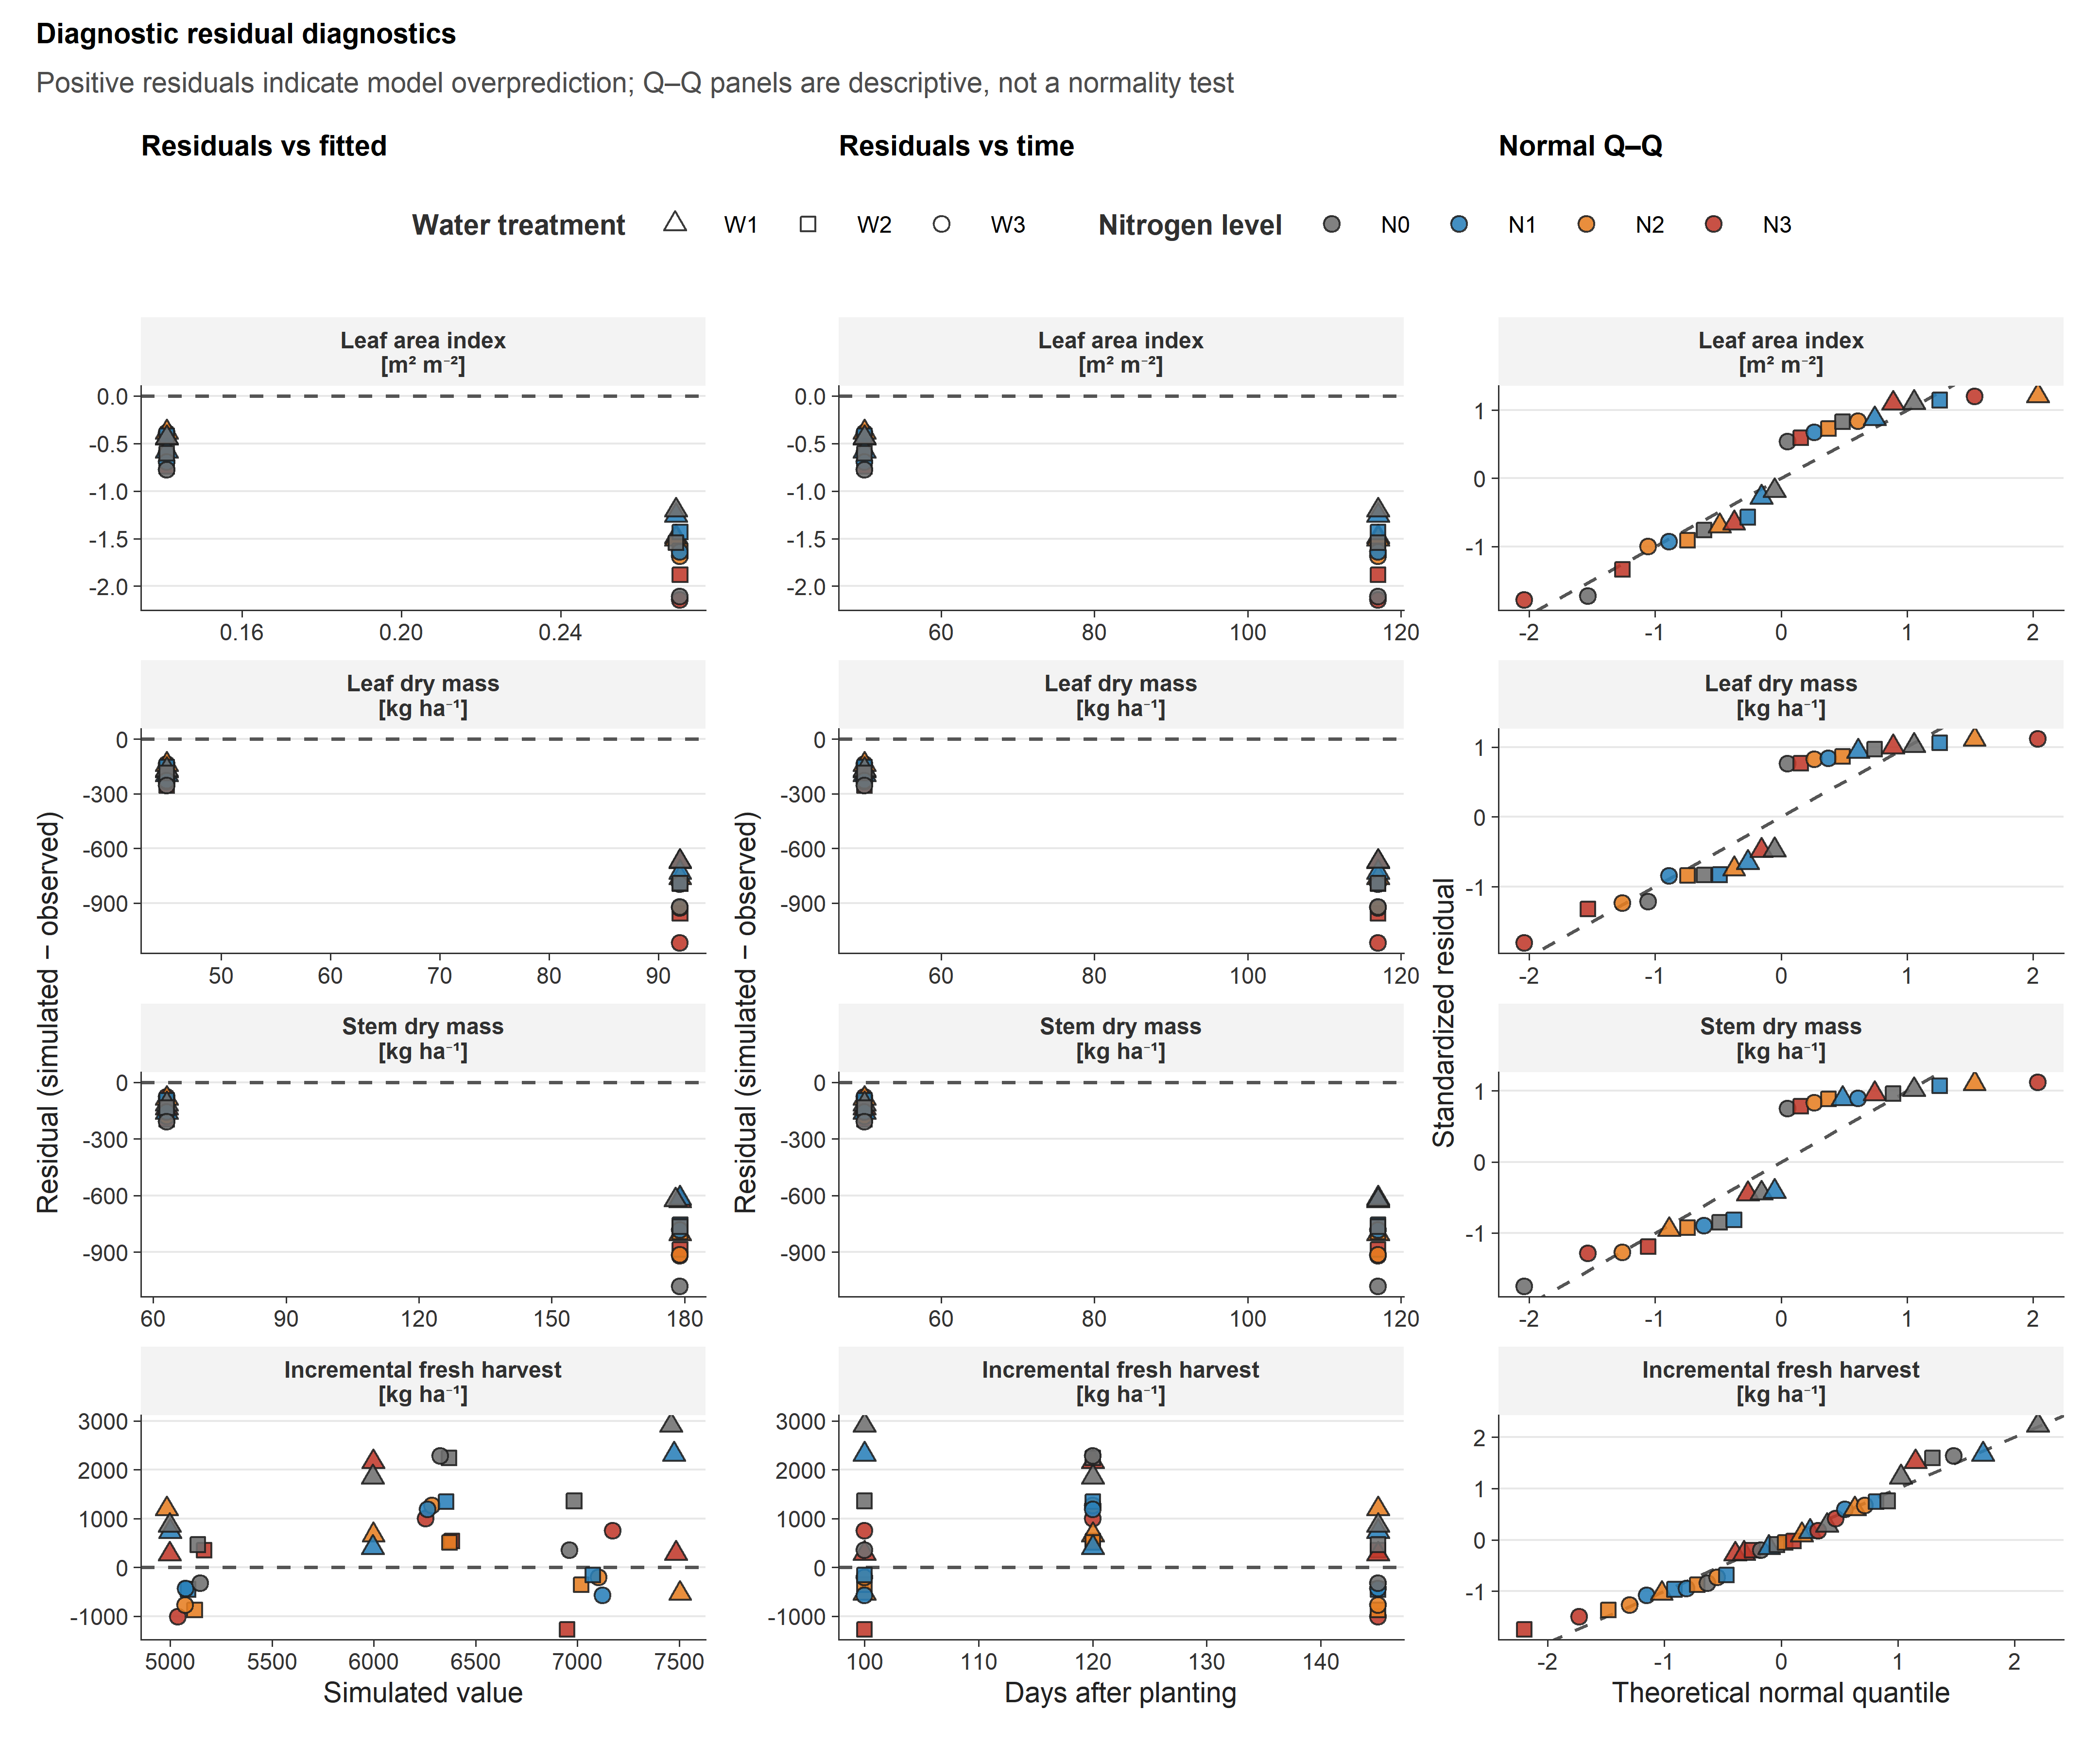 Diagnostic residual diagnostics
Positive residuals indicate model overprediction; Q–Q panels are descriptive, not a normality test
Residuals vs fitted
Residuals vs time
Normal Q–Q
Water treatment W1 W2 W3 Nitrogen level N0 N1 N2 N3
Leaf area index
[m² m⁻²]
0.0
-0.5
-1.0
-1.5
-2.0
0.16 0.20 0.24
Leaf area index
[m² m⁻²]
0.0
-0.5
-1.0
-1.5
-2.0
60 80 100 120
Leaf area index
[m² m⁻²]
1
0
-1
-2 -1 0 1 2
Leaf dry mass
[kg ha⁻¹]
0
-300
-600
-900
50 60 70 80 90
Leaf dry mass
[kg ha⁻¹]
0
-300
-600
-900
60 80 100 120
Leaf dry mass
[kg ha⁻¹]
1
0
-1
-2 -1 0 1 2
Residual (simulated − observed)
Residual (simulated − observed)
Standardized residual
Stem dry mass
[kg ha⁻¹]
0
-300
-600
-900
60 90 120 150 180
Stem dry mass
[kg ha⁻¹]
0
-300
-600
-900
60 80 100 120
Stem dry mass
[kg ha⁻¹]
1
0
-1
-2 -1 0 1 2
Incremental fresh harvest
[kg ha⁻¹]
3000
2000
1000
0
-1000
5000 5500 6000 6500 7000 7500
Simulated value
Incremental fresh harvest
[kg ha⁻¹]
3000
2000
1000
0
-1000
100 110 120 130 140
Days after planting
Incremental fresh harvest
[kg ha⁻¹]
2
1
0
-1
-2 -1 0 1 2
Theoretical normal quantile